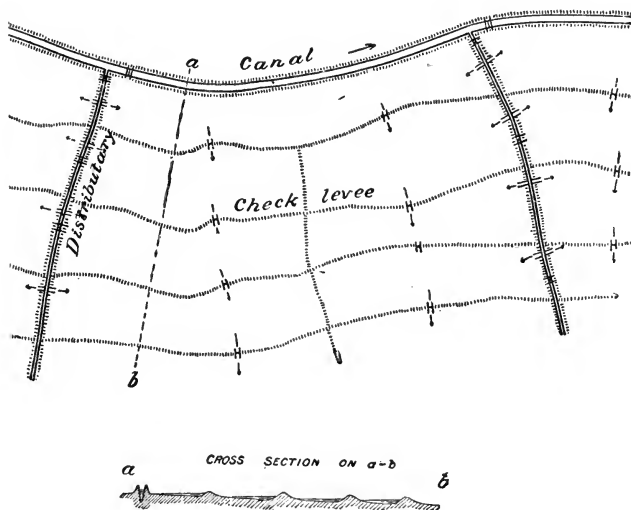 a
Canal
Check levee
Distributary
b
CROSS SECTION ON a-b
a
b